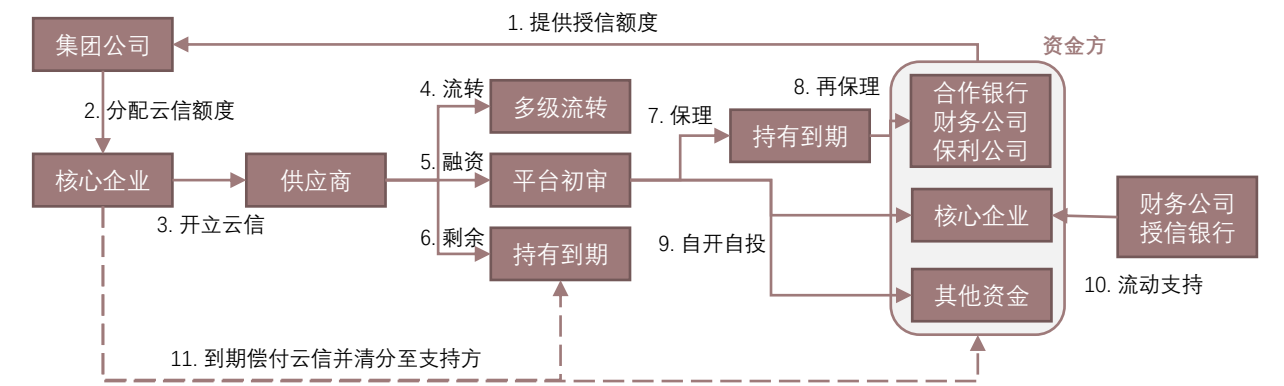 1. 提供授信额度
集团公司
资金方
2. 分配云信额度
4. 流转
多级流转
7. 保理
8. 再保理
持有到期
合作银行
财务公司
保利公司
核心企业
3. 开立云信
供应商
5. 融资
平台初审
6. 剩余
持有到期
9. 自开自投
核心企业
其他资金
财务公司
授信银行
10. 流动支持
11. 到期偿付云信并清分至支持方